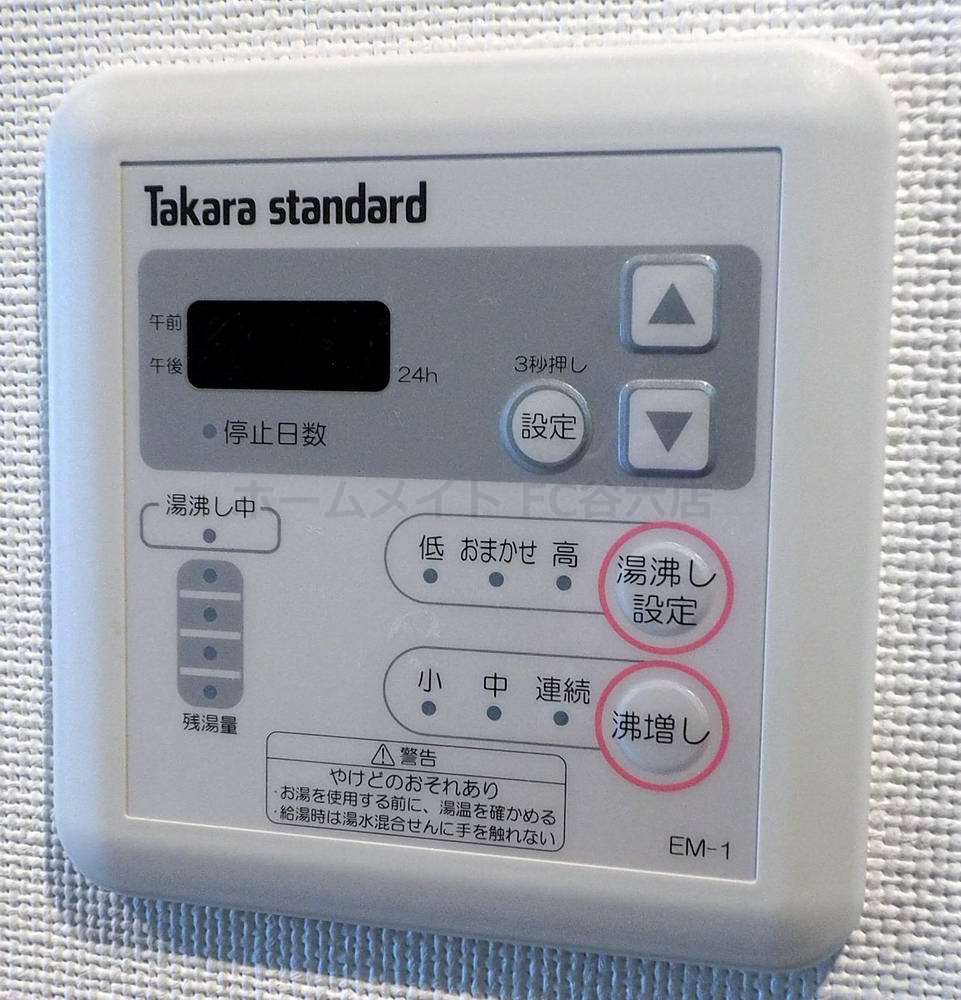 Takara standard
午前
午後
24h
3秒押し
設定
停止日数
ホームメイトFC谷穴店
湯沸し中
低 おまかせ 高
湯沸し
設定
小 中 連続
沸増し
残湯量
警告
やけどのおそれあり
・お湯を使用する前に、湯温を確かめる
・給湯時は湯水混合せんに手を触れない
EM-1